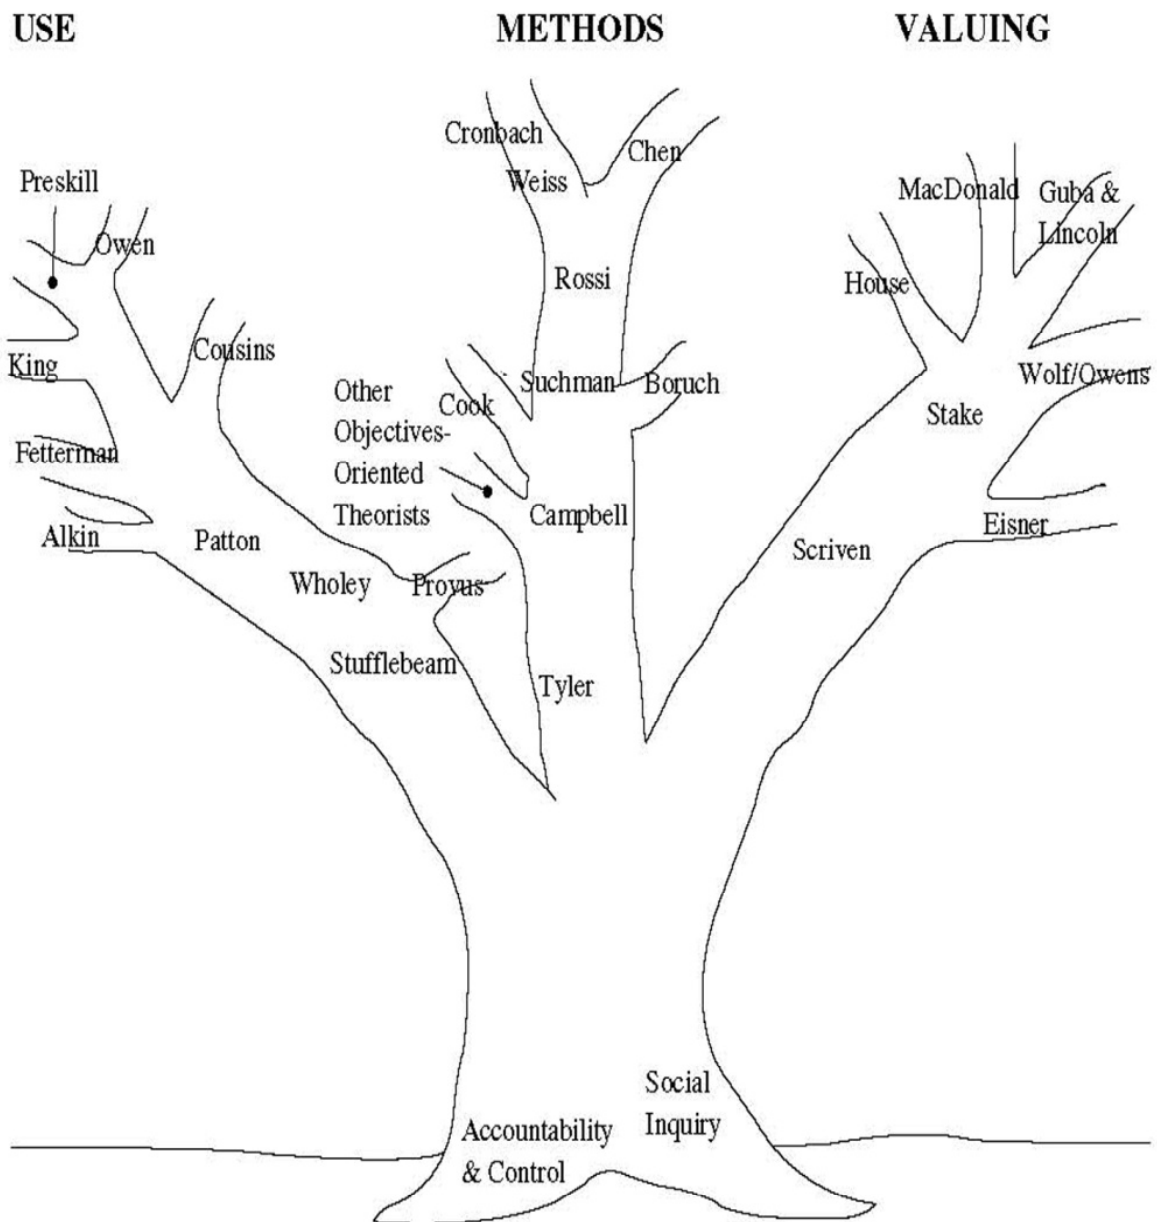 USE
METHODS
VALUING
Cronbach
Chen
Weiss
Preskill
MacDonald
Guba &
Lincoln
Owen
Rossi
House
Cousins
King
Suchman
Boruch
Wolf/Owens
Other
Objectives-
Oriented
Theorists
Cook
Stake
Fetterman
Campbell
Eisner
Alkin
Patton
Scriven
Wholey
Provus
Stufflebeam
Tyler
Social
Inquiry
Accountability
& Control